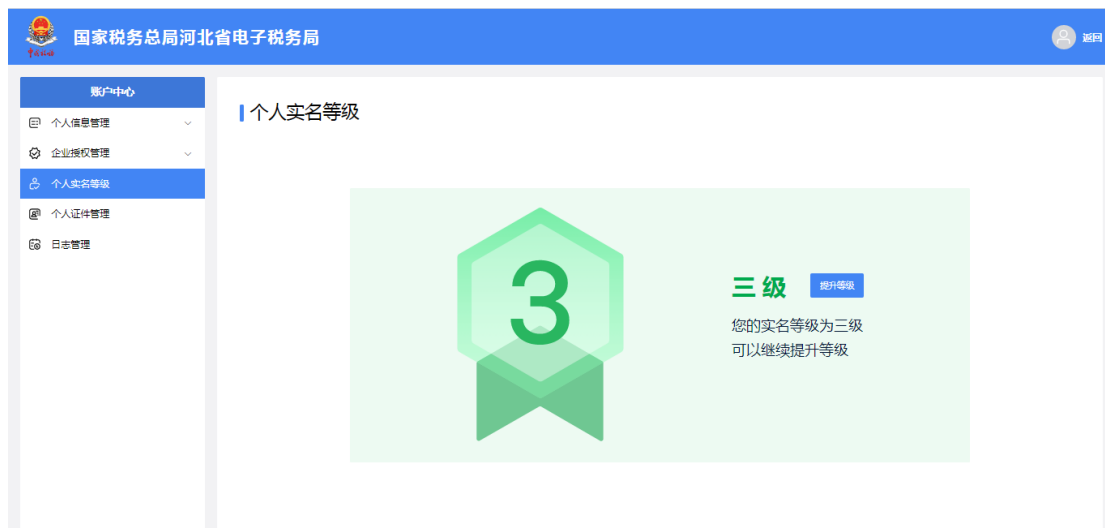 国家税务总局河北省电子税务局
返回
中国税务
账户中心
个人信息管理
企业授权管理
个人实名等级
个人证件管理
日志管理
个人实名等级
3
三级
提升等级
您的实名等级为三级
可以继续提升等级